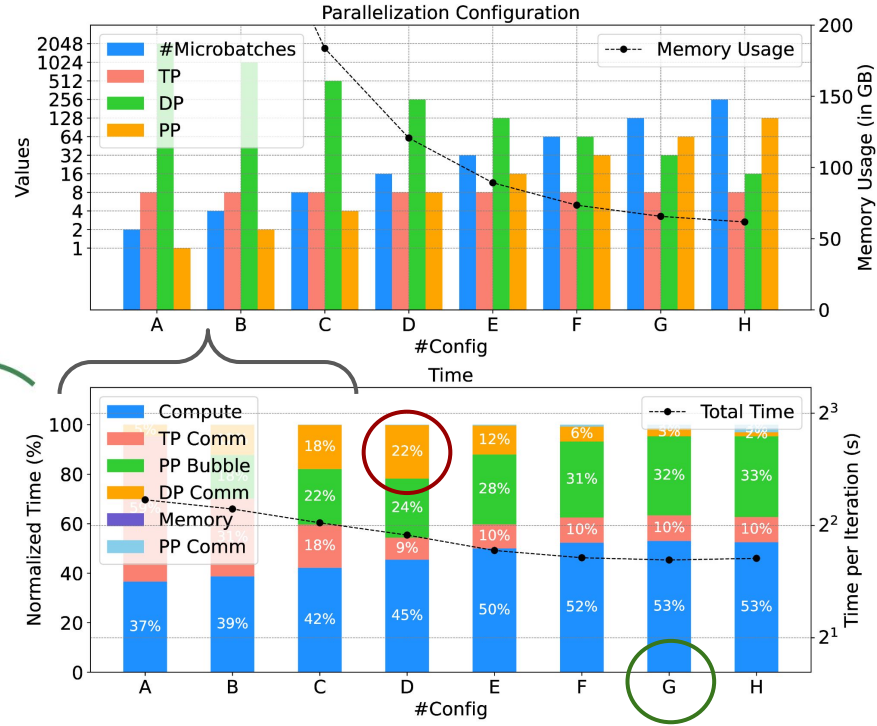 Parallelization Configuration
2048
1024
512
256
128
64
32
16
8
4
2
1
Values
#Microbatches
TP
DP
PP
Memory Usage
200
150
100
50
0
Memory Usage (in GB)
A B C D E F G H
#Config
Time
100
80
60
40
20
0
Normalized Time (%)
Compute
TP Comm
PP Bubble
DP Comm
Memory
PP Comm
Total Time
2³
2²
2¹
Time per Iteration (s)
18% 22% 12% 6% 3% 2%
18% 22% 24% 28% 31% 32% 33%
59% 31% 18% 9% 10% 10% 10% 10%
37% 39% 42% 45% 50% 52% 53% 53%
A B C D E F G H
#Config